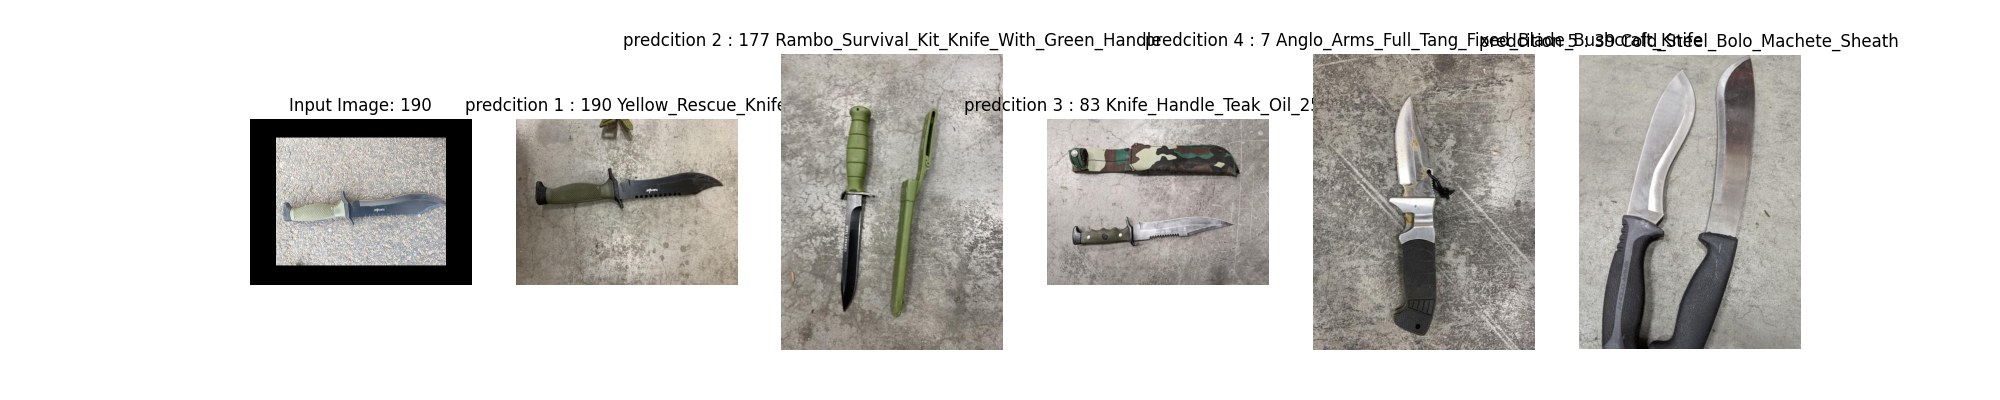 Input Image: 190
predcition 1 : 190 Yellow_Rescue_Knife
predcition 2 : 177 Rambo_Survival_Kit_Knife_With_Green_Handle
predcition 3 : 83 Knife_Handle_Teak_Oil_25
predcition 4 : 7 Anglo_Arms_Full_Tang_Fixed_Blade_Bushcraft_Knife
predcition 5 : 39 Cold_Steel_Bolo_Machete_Sheath